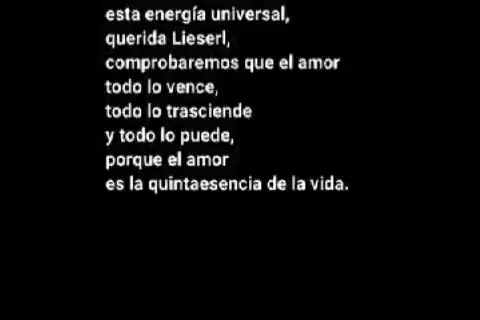 esta energía universal,
querida Lieserl,
comprobaremos que el amor
todo lo vence,
todo lo trasciende
y todo lo puede,
porque el amor
es la quintaesencia de la vida.